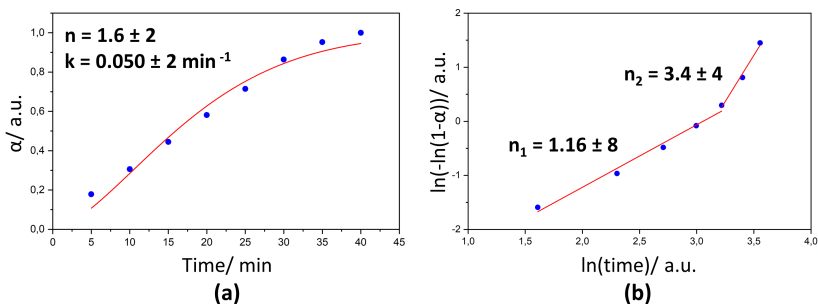 n = 1.6 ± 2
k = 0.050 ± 2 min⁻¹
1,0
0,8
0,6
0,4
0,2
0,0
α/ a.u.
0 5 10 15 20 25 30 35 40 45
Time/ min
(a)
2
1
0
-1
-2
ln(-ln(1-α))/ a.u.
n₂ = 3.4 ± 4
n₁ = 1.16 ± 8
1,0 1,5 2,0 2,5 3,0 3,5 4,0
ln(time)/ a.u.
(b)